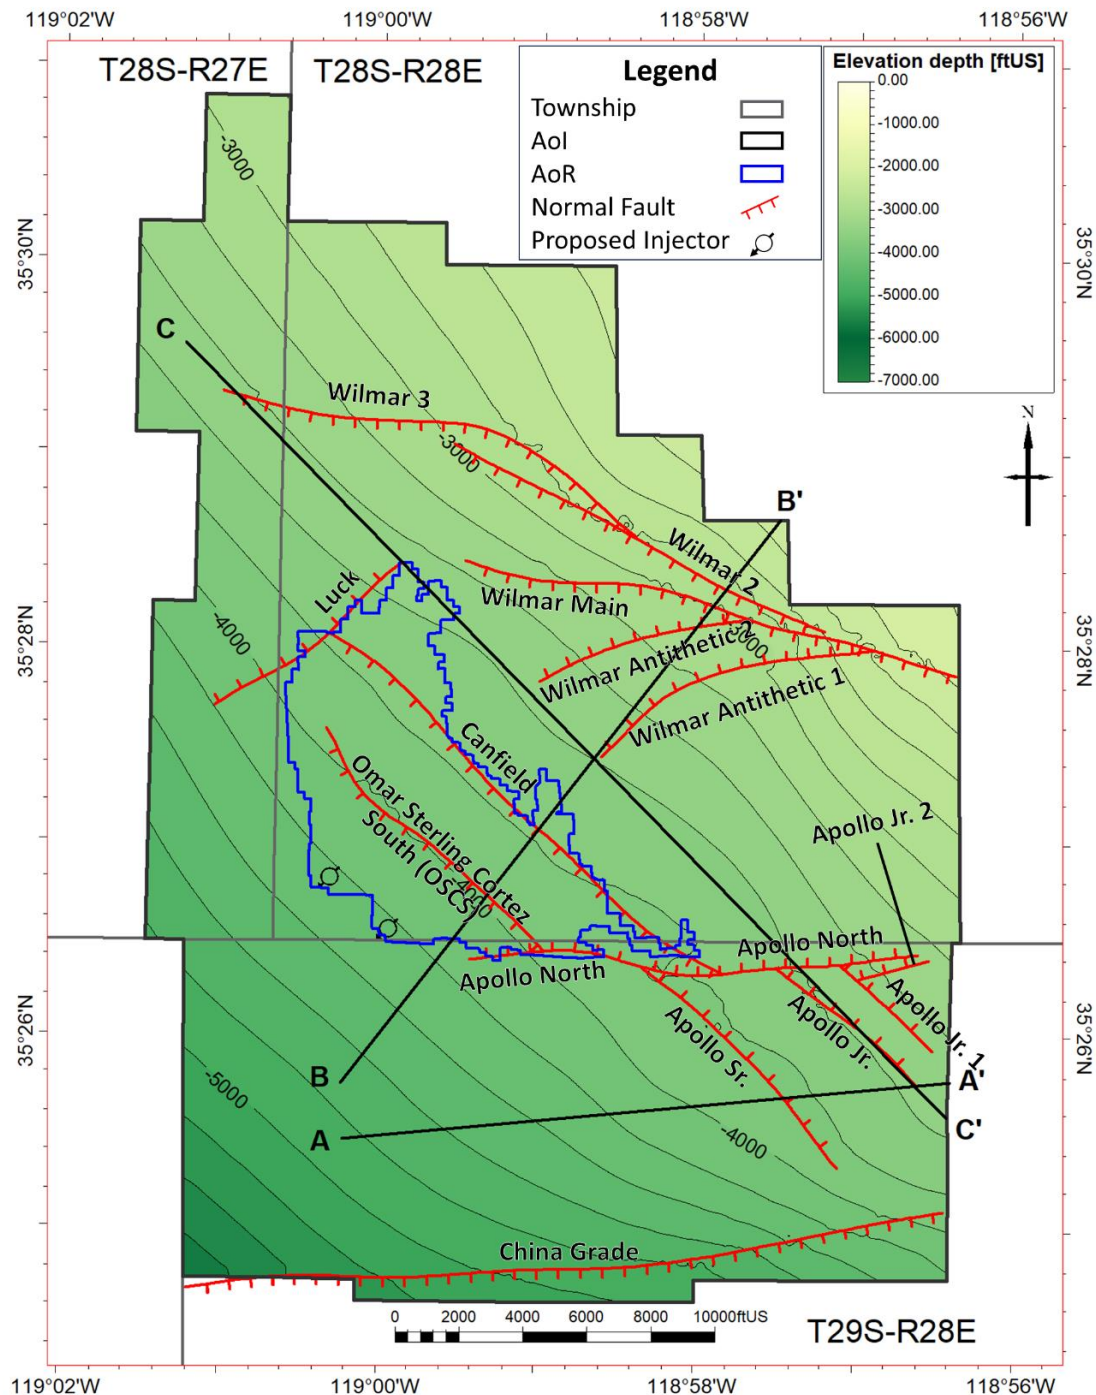 119°02'W 119°00'W 118°58'W 118°56'W
T28S-R27E
T28S-R28E
Legend
Township
AoI
AoR
Normal Fault
Proposed Injector
Elevation depth [ftUS]
0.00
-1000.00
-2000.00
-3000.00
-4000.00
-5000.00
-6000.00
-7000.00
35°30'N
35°30'N
-3000
N
C
Wilmar 3
-3000
B'
Wilmar 2
Luck
Wilmar Main
-4000
35°28'N
35°28'N
-3000
Wilmar Antithetic 2
Wilmar Antithetic 1
Canfield
Omar Sterling Cortez
South (OSCS)
-4000
Apollo Jr. 2
Apollo North
Apollo North
Apollo Jr. 1
Apollo Jr.
Apollo Sr.
35°26'N
35°26'N
B
-5000
A'
A
C'
-4000
China Grade
0 2000 4000 6000 8000 10000ftUS
T29S-R28E
119°02'W 119°00'W 118°58'W 118°56'W